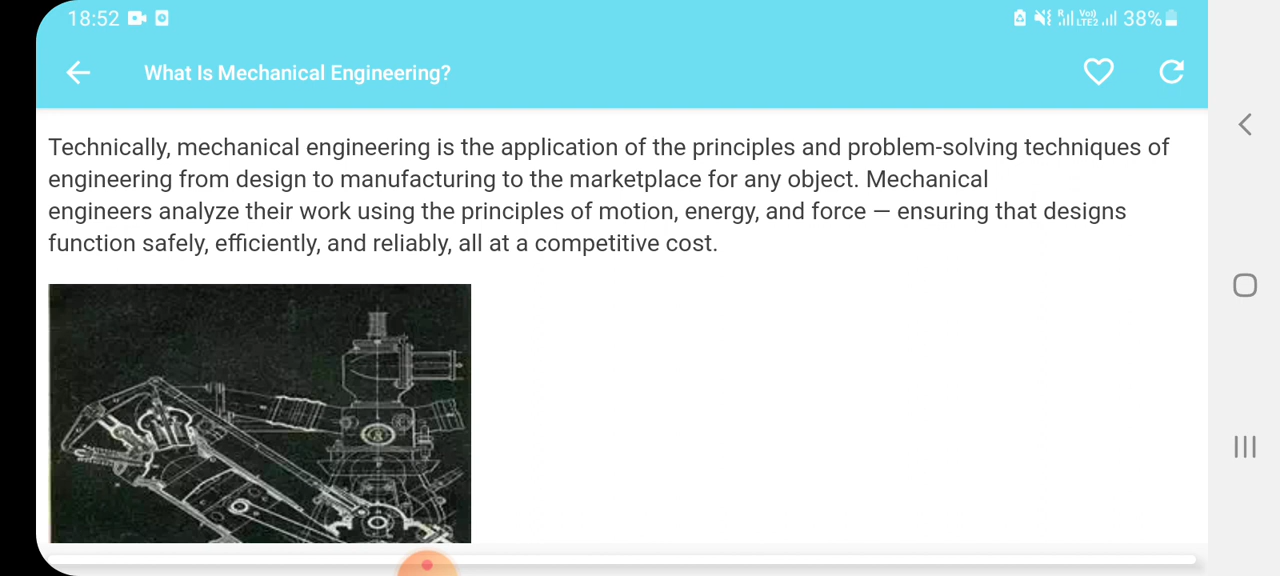 18:52 R Vo) LTE2 38%
What Is Mechanical Engineering?
Technically, mechanical engineering is the application of the principles and problem-solving techniques of
engineering from design to manufacturing to the marketplace for any object. Mechanical
engineers analyze their work using the principles of motion, energy, and force — ensuring that designs
function safely, efficiently, and reliably, all at a competitive cost.